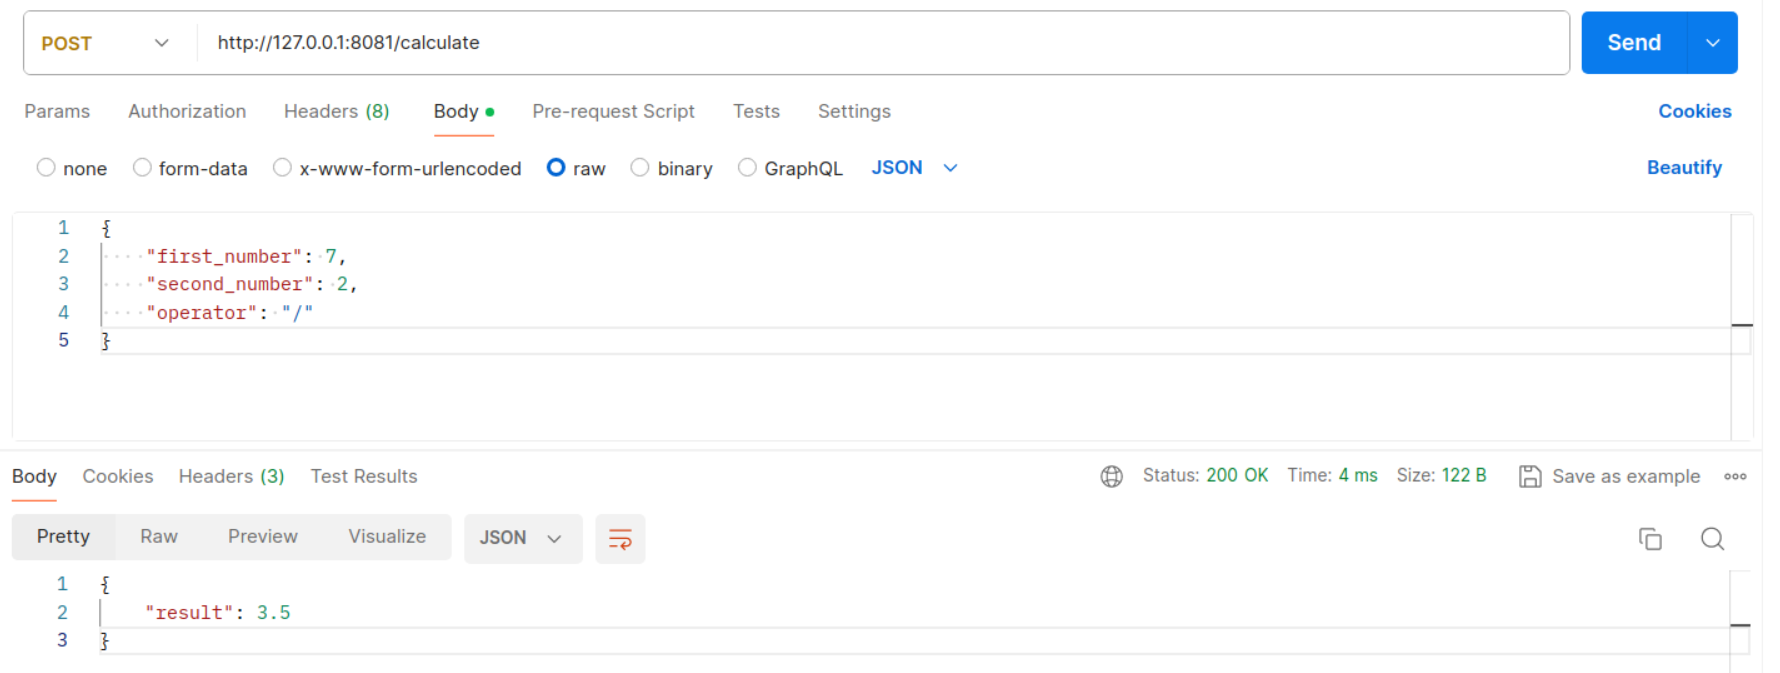 POST http://127.0.0.1:8081/calculate Send
Params Authorization Headers (8) Body Pre-request Script Tests Settings Cookies
none form-data x-www-form-urlencoded raw binary GraphQL JSON Beautify
1 {
2 "first_number": 7,
3 "second_number": 2,
4 "operator": "/"
5 }
Body Cookies Headers (3) Test Results Status: 200 OK Time: 4 ms Size: 122 B Save as example
Pretty Raw Preview Visualize JSON
1 {
2 "result": 3.5
3 }